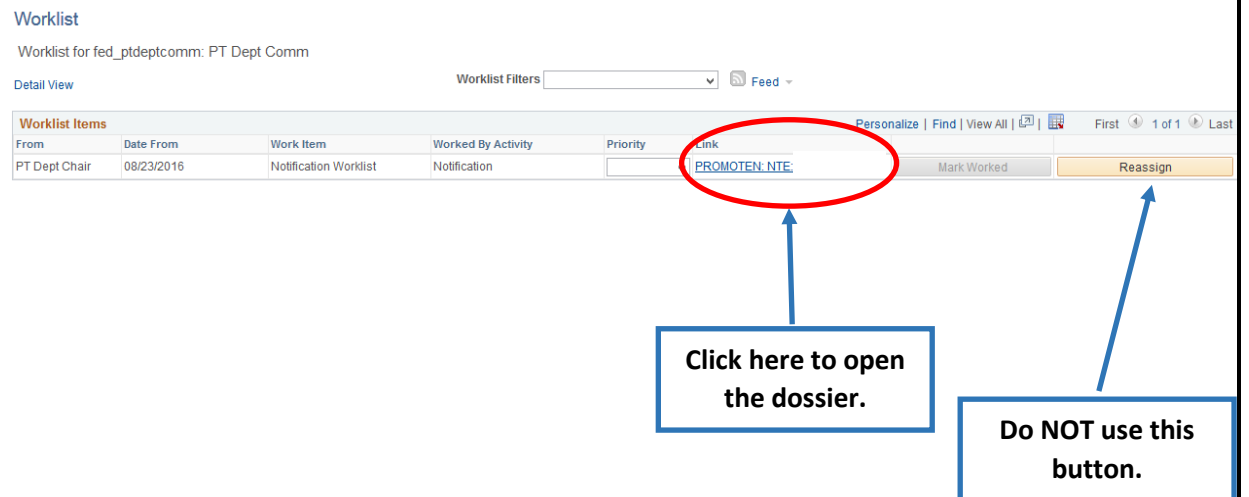 Worklist
Worklist for fed_ptdeptcomm: PT Dept Comm
Detail View
Worklist Filters
Feed
Worklist Items
Personalize | Find | View All | | First 1 of 1 Last
From Date From Work Item Worked By Activity Priority Link
PT Dept Chair 08/23/2016 Notification Worklist Notification PROMOTEN: NTE: Mark Worked Reassign
Click here to open
the dossier.
Do NOT use this
button.